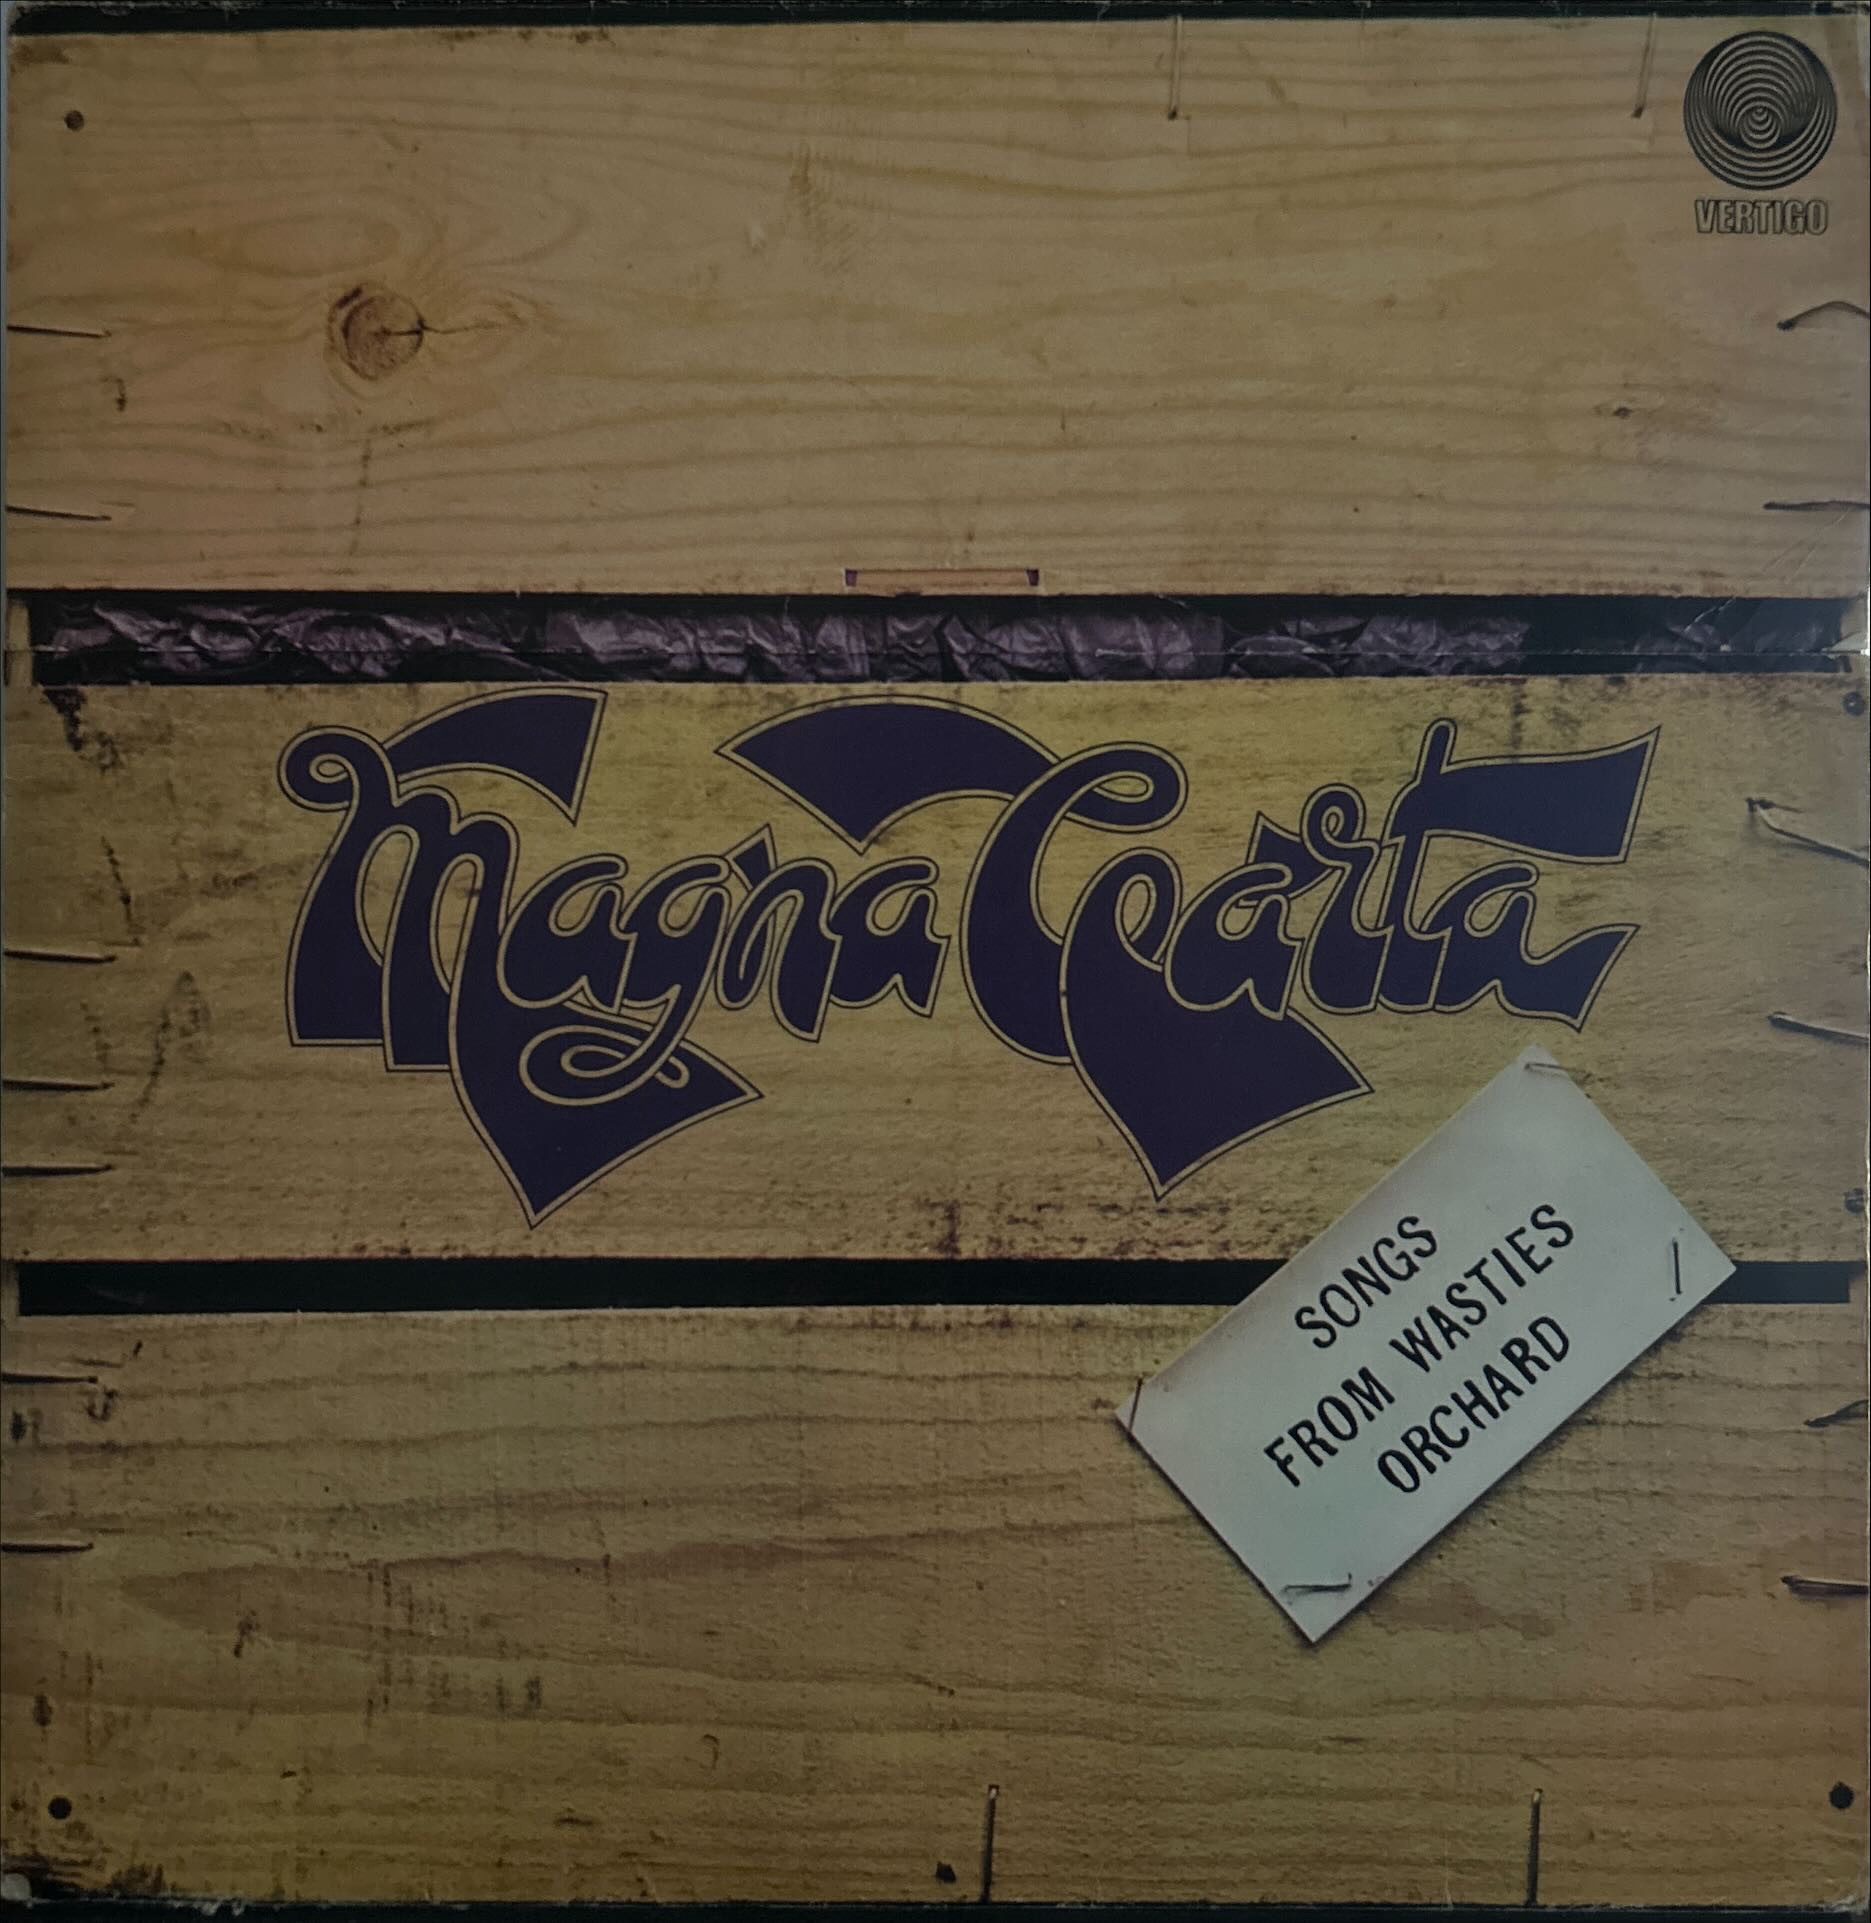 VERTIGO
Magna Carta
SONGS
FROM WASTIES
ORCHARD